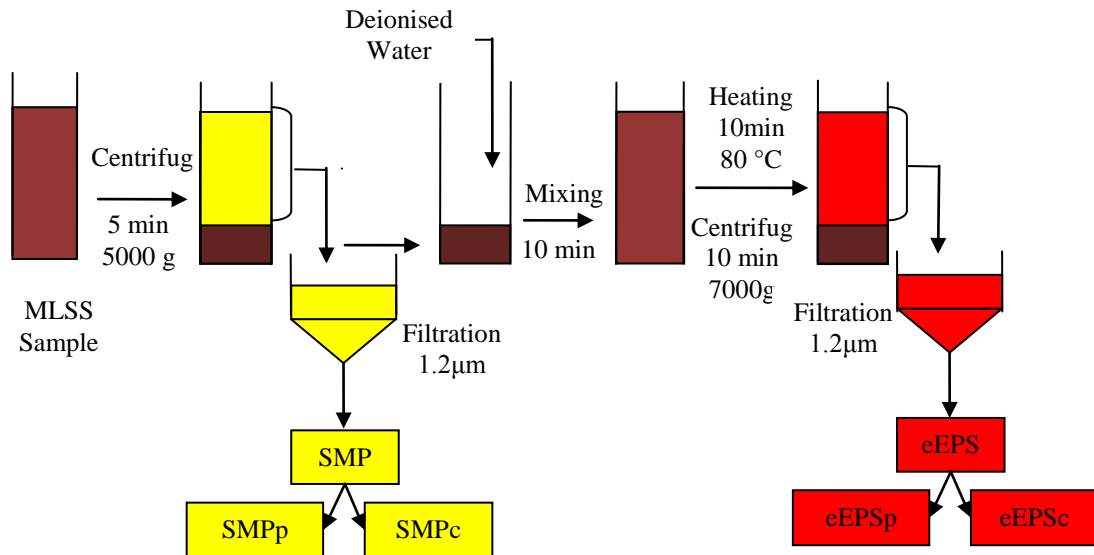 Deionised
Water
Centrifug
5 min
5000 g
MLSS
Sample
Filtration
1.2µm
SMP
SMPp
SMPc
Mixing
10 min
Heating
10min
80 °C
Centrifug
10 min
7000g
Filtration
1.2µm
eEPS
eEPSp
eEPSc